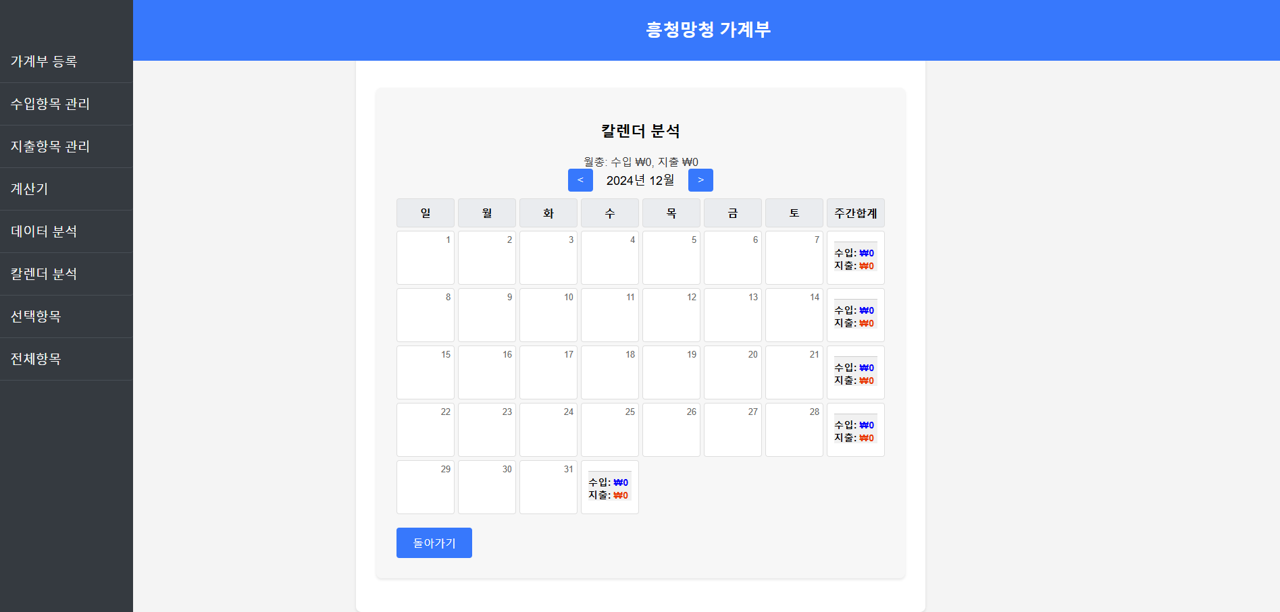 흥청망청 가계부
가계부 등록
수입항목 관리
지출항목 관리
계산기
데이터 분석
칼렌더 분석
선택항목
전체항목
칼렌더 분석
월총: 수입 ₩0, 지출 ₩0
< 2024년 12월 >
일 월 화 수 목 금 토 주간합계
1 2 3 4 5 6 7
수입: ₩0
지출: ₩0
8 9 10 11 12 13 14
수입: ₩0
지출: ₩0
15 16 17 18 19 20 21
수입: ₩0
지출: ₩0
22 23 24 25 26 27 28
수입: ₩0
지출: ₩0
29 30 31
수입: ₩0
지출: ₩0
돌아가기